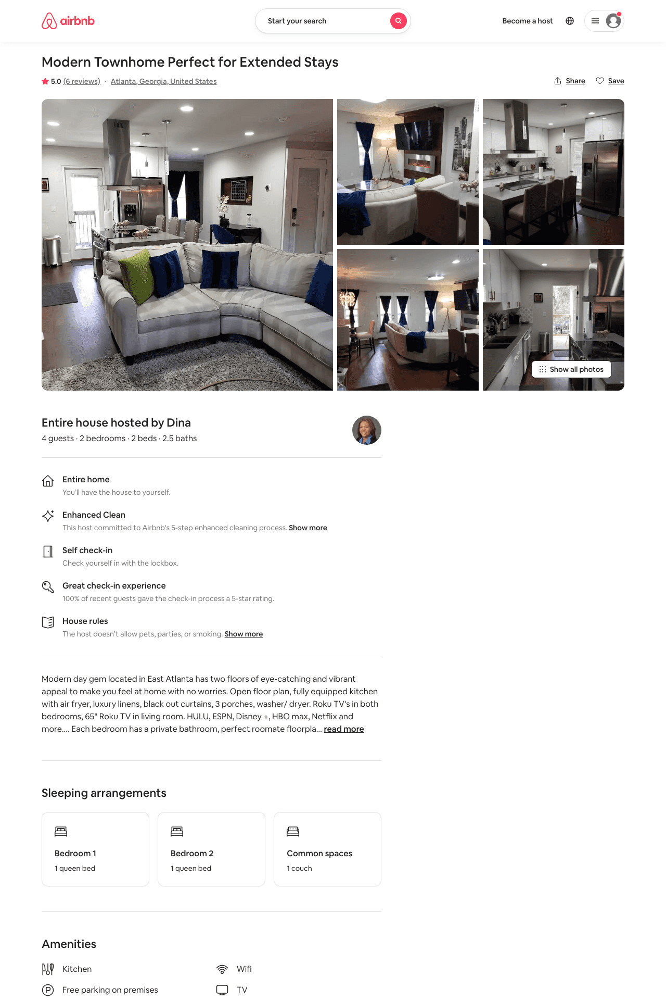 airbnb
Start your search
Become a host
Modern Townhome Perfect for Extended Stays
5.0 (6 reviews) · Atlanta, Georgia, United States
Share
Save
Show all photos
Entire house hosted by Dina
4 guests · 2 bedrooms · 2 beds · 2.5 baths
Entire home
You’ll have the house to yourself.
Enhanced Clean
This host committed to Airbnb's 5-step enhanced cleaning process. Show more
Self check-in
Check yourself in with the lockbox.
Great check-in experience
100% of recent guests gave the check-in process a 5-star rating.
House rules
The host doesn’t allow pets, parties, or smoking. Show more
Modern day gem located in East Atlanta has two floors of eye-catching and vibrant
appeal to make you feel at home with no worries. Open floor plan, fully equipped kitchen
with air fryer, luxury linens, black out curtains, 3 porches, washer/ dryer. Roku TV's in both
bedrooms, 65" Roku TV in living room. HULU, ESPN, Disney +, HBO max, Netflix and
more.... Each bedroom has a private bathroom, perfect roomate floorpla... read more
Sleeping arrangements
Bedroom 1
1 queen bed
Bedroom 2
1 queen bed
Common spaces
1 couch
Amenities
Kitchen
Wifi
Free parking on premises
TV